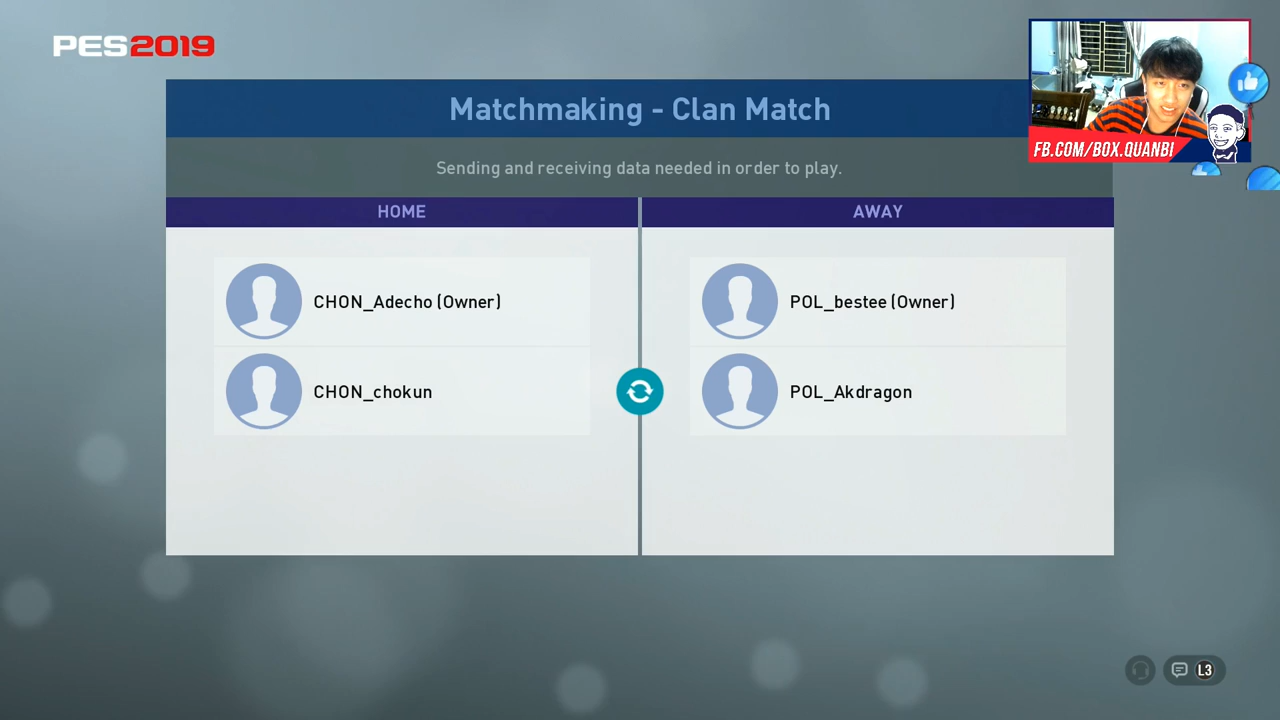 PES2019
Matchmaking - Clan Match
FB.COM/BOX.QUANBI
Sending and receiving data needed in order to play.
HOME
AWAY
CHON_Adecho (Owner)
POL_bestee (Owner)
CHON_chokun
POL_Akdragon
L3